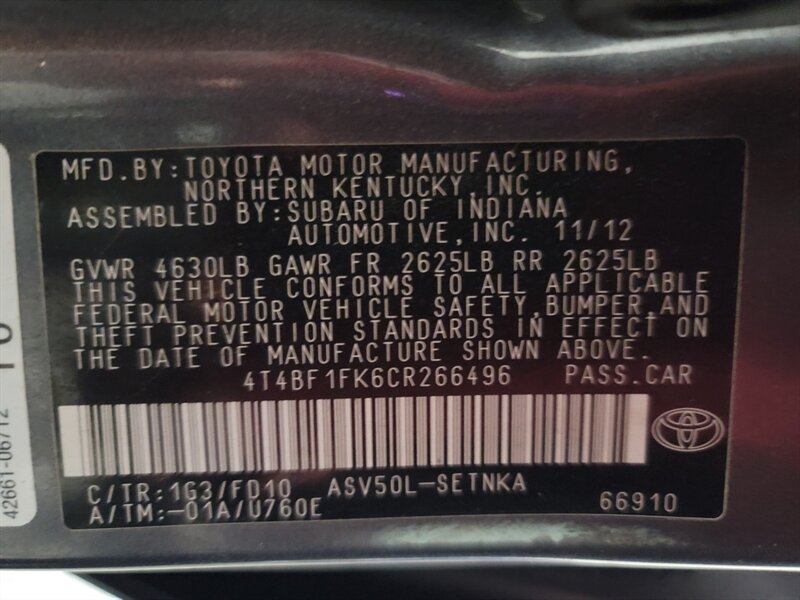 MFD.BY:TOYOTA MOTOR MANUFACTURING,
NORTHERN KENTUCKY,INC.
ASSEMBLED BY:SUBARU OF INDIANA
AUTOMOTIVE,INC. 11/12
GVWR 4630LB GAWR FR 2625LB RR 2625LB
THIS VEHICLE CONFORMS TO ALL APPLICABLE
FEDERAL MOTOR VEHICLE SAFETY,BUMPER,AND
THEFT PREVENTION STANDARDS IN EFFECT ON
THE DATE OF MANUFACTURE SHOWN ABOVE.
4T4BF1FK6CR266496 PASS.CAR
C/TR:1G3/FD10 ASV50L-SETNKA
A/TM:-01A/U760E 66910
42661-06712